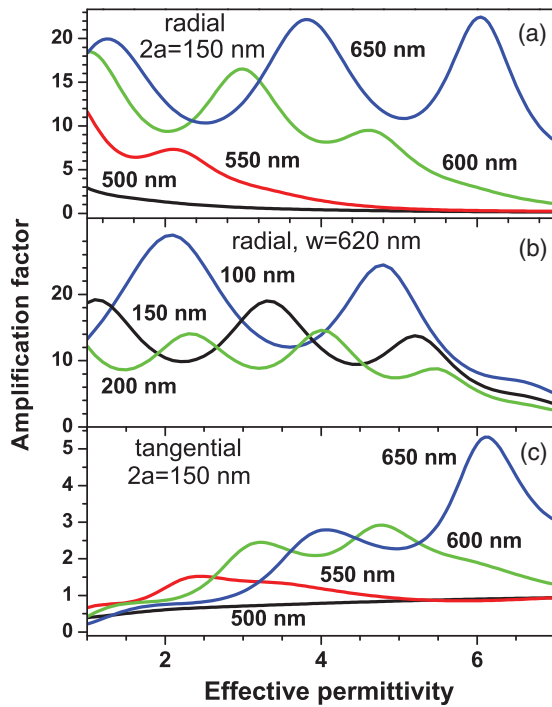 Amplification factor
radial
2a=150 nm
(a)
650 nm
550 nm
600 nm
500 nm
0
5
10
15
20
radial, w=620 nm
(b)
100 nm
150 nm
200 nm
0
10
20
tangential
2a=150 nm
(c)
650 nm
600 nm
550 nm
500 nm
0
1
2
3
4
5
2
4
6
Effective permittivity